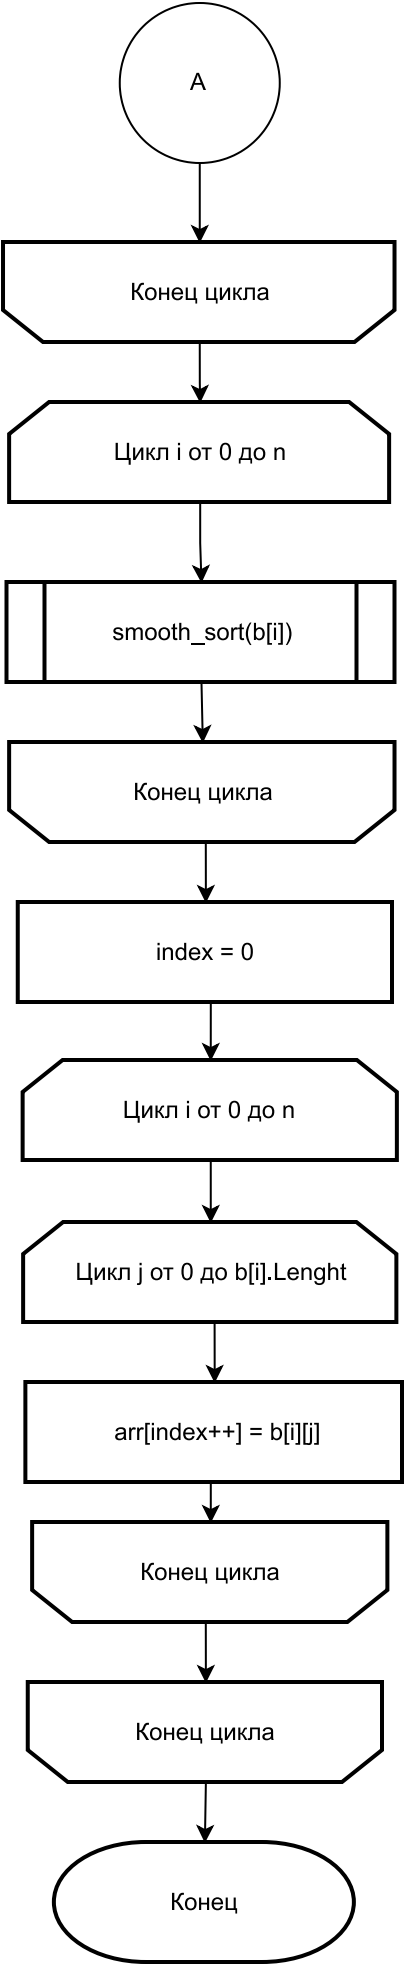 A
Конец цикла
Цикл i от 0 до n
smooth_sort(b[i])
Конец цикла
index = 0
Цикл i от 0 до n
Цикл j от 0 до b[i].Lenght
arr[index++] = b[i][j]
Конец цикла
Конец цикла
Конец